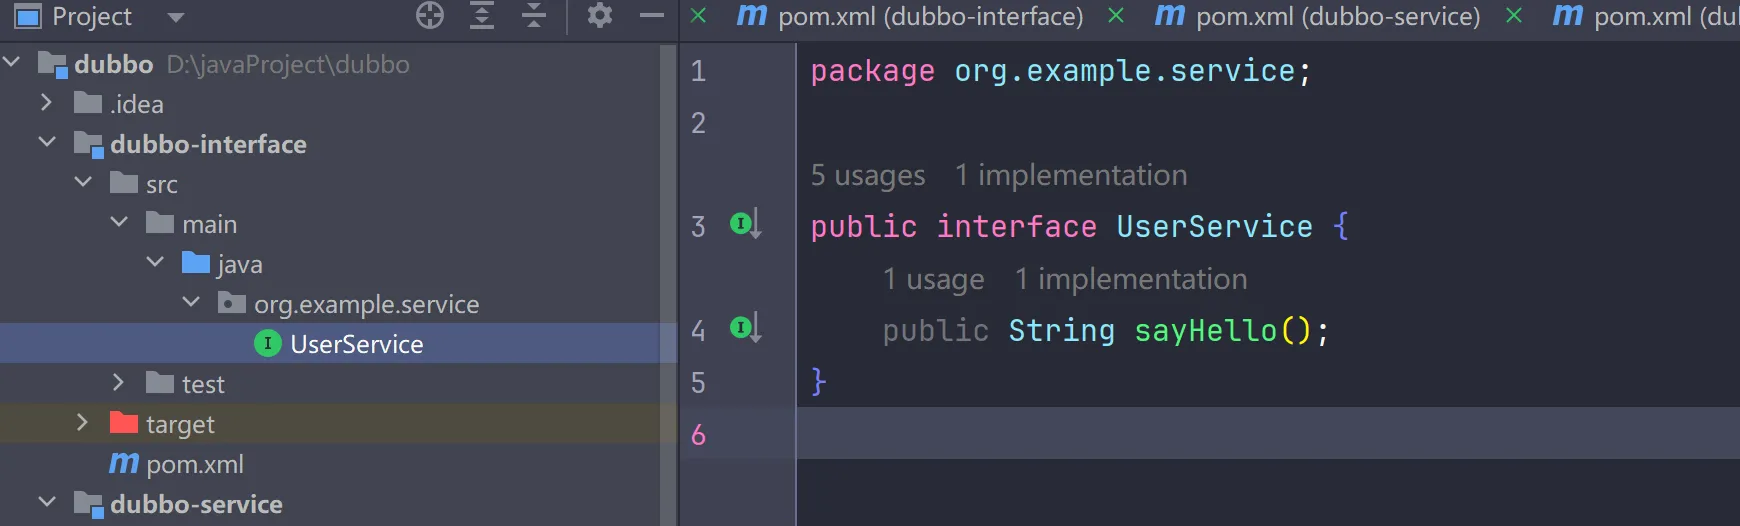 Project
dubbo D:\javaProject\dubbo
.idea
dubbo-interface
src
main
java
org.example.service
UserService
test
target
pom.xml
dubbo-service
pom.xml (dubbo-interface)
pom.xml (dubbo-service)
pom.xml (dul
1 package org.example.service;
2
5 usages 1 implementation
3 public interface UserService {
1 usage 1 implementation
4 public String sayHello();
5 }
6